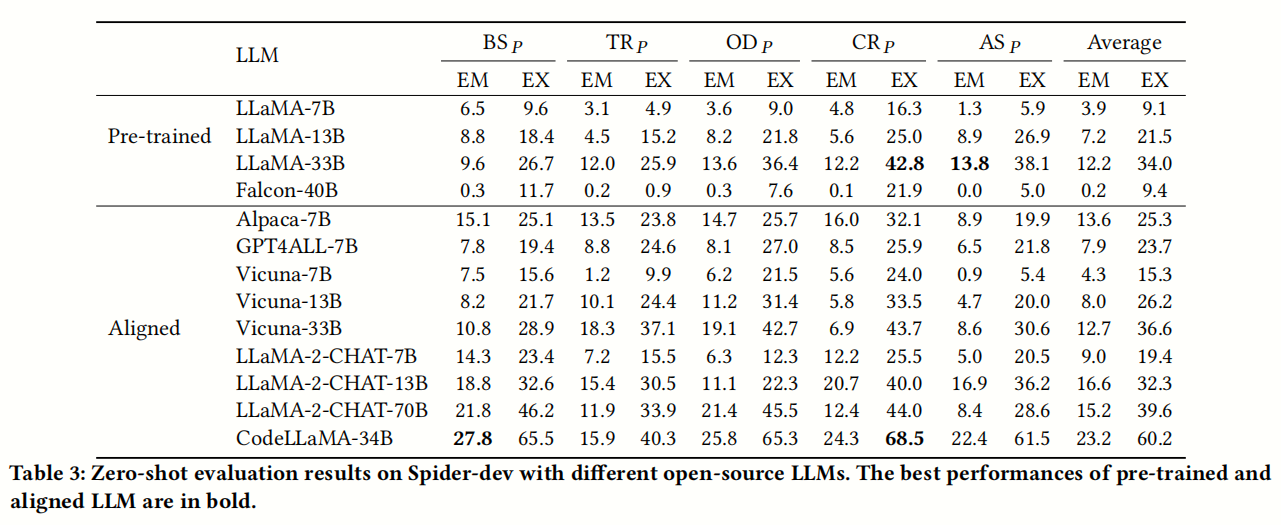 LLM BS P TR P OD P CR P AS P Average
EM EX EM EX EM EX EM EX EM EX EM EX
Pre-trained
LLaMA-7B 6.5 9.6 3.1 4.9 3.6 9.0 4.8 16.3 1.3 5.9 3.9 9.1
LLaMA-13B 8.8 18.4 4.5 15.2 8.2 21.8 5.6 25.0 8.9 26.9 7.2 21.5
LLaMA-33B 9.6 26.7 12.0 25.9 13.6 36.4 12.2 42.8 13.8 38.1 12.2 34.0
Falcon-40B 0.3 11.7 0.2 0.9 0.3 7.6 0.1 21.9 0.0 5.0 0.2 9.4
Aligned
Alpaca-7B 15.1 25.1 13.5 23.8 14.7 25.7 16.0 32.1 8.9 19.9 13.6 25.3
GPT4ALL-7B 7.8 19.4 8.8 24.6 8.1 27.0 8.5 25.9 6.5 21.8 7.9 23.7
Vicuna-7B 7.5 15.6 1.2 9.9 6.2 21.5 5.6 24.0 0.9 5.4 4.3 15.3
Vicuna-13B 8.2 21.7 10.1 24.4 11.2 31.4 5.8 33.5 4.7 20.0 8.0 26.2
Vicuna-33B 10.8 28.9 18.3 37.1 19.1 42.7 6.9 43.7 8.6 30.6 12.7 36.6
LLaMA-2-CHAT-7B 14.3 23.4 7.2 15.5 6.3 12.3 12.2 25.5 5.0 20.5 9.0 19.4
LLaMA-2-CHAT-13B 18.8 32.6 15.4 30.5 11.1 22.3 20.7 40.0 16.9 36.2 16.6 32.3
LLaMA-2-CHAT-70B 21.8 46.2 11.9 33.9 21.4 45.5 12.4 44.0 8.4 28.6 15.2 39.6
CodeLLaMA-34B 27.8 65.5 15.9 40.3 25.8 65.3 24.3 68.5 22.4 61.5 23.2 60.2
Table 3: Zero-shot evaluation results on Spider-dev with different open-source LLMs. The best performances of pre-trained and
aligned LLM are in bold.